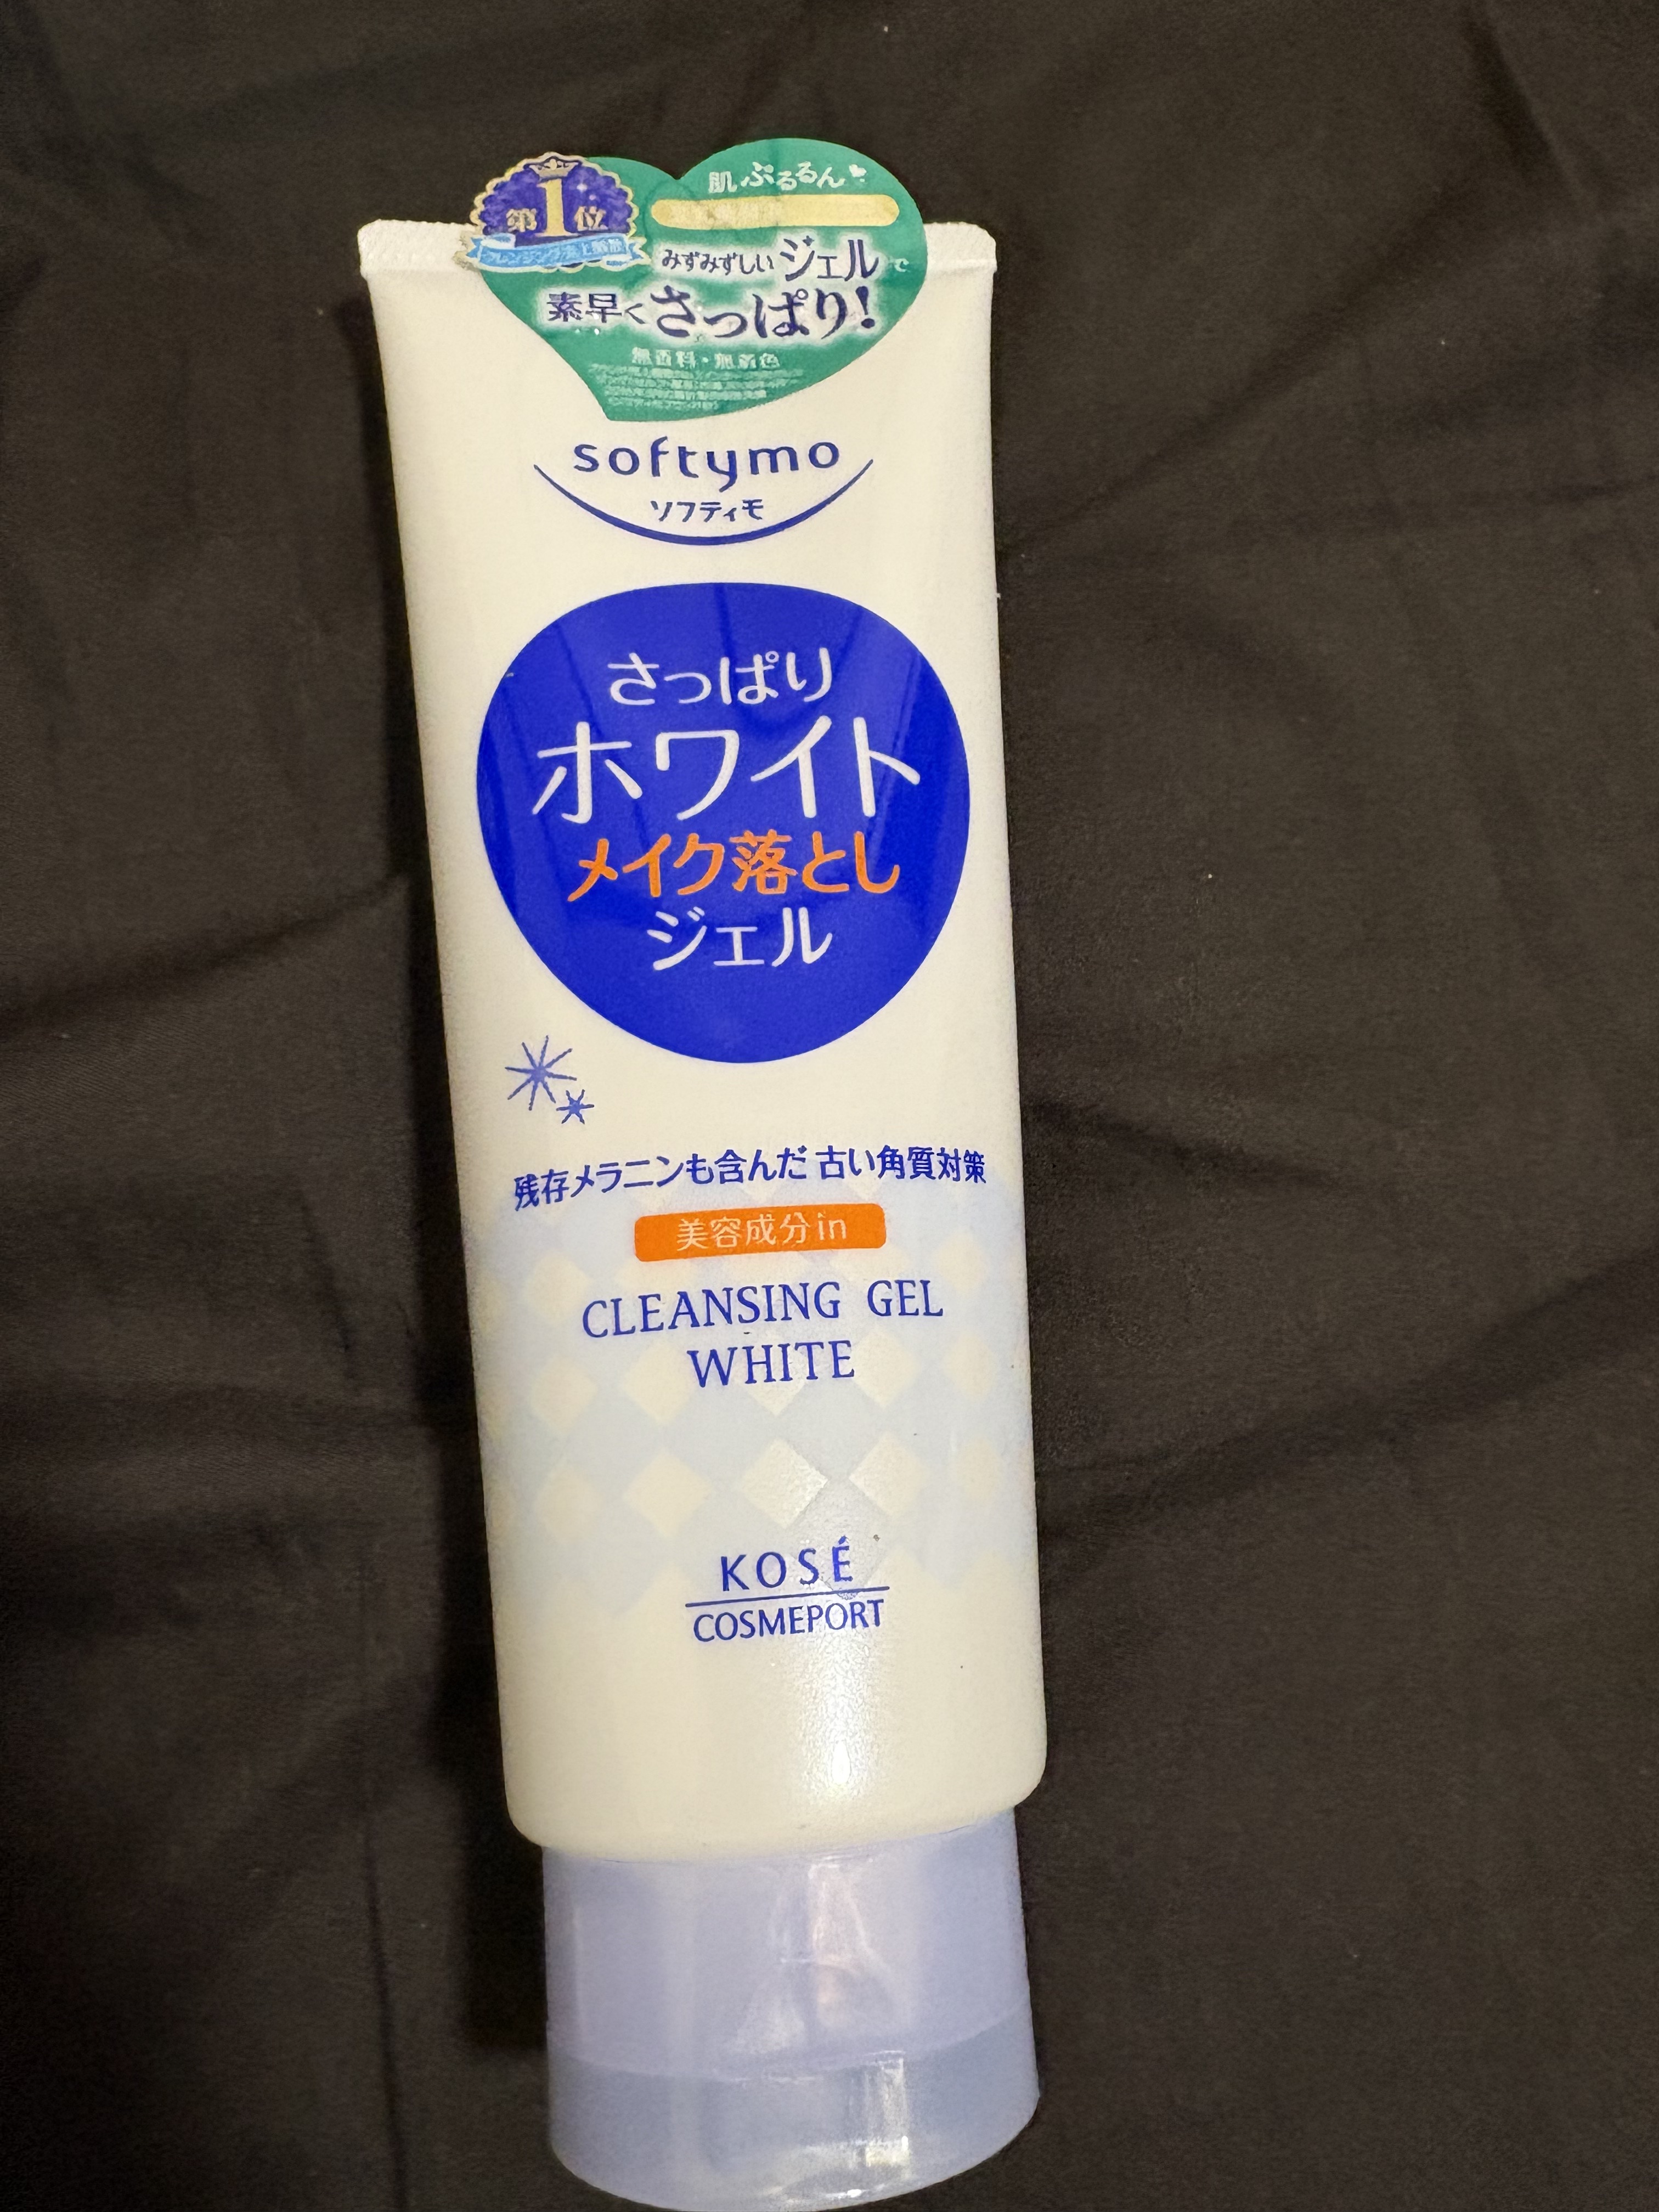 第1位
肌ぷるるん
みずみずしいジェルで
素早くさっぱり!
無香料・無着色
softymo
ソフティモ
さっぱり
ホワイト
メイク落とし
ジェル
残存メラニンも含んだ 古い角質対策
美容成分in
CLEANSING GEL
WHITE
KOSÉ
COSMEPORT